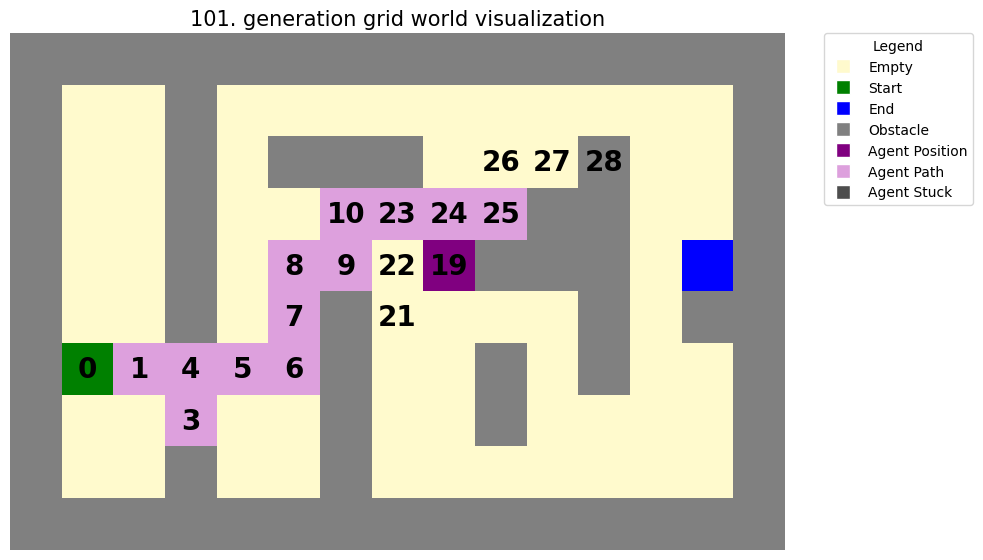 101. generation grid world visualization
Legend
Empty
Start
End
Obstacle
Agent Position
Agent Path
Agent Stuck
26 27 28
10 23 24 25
8 9 22 19
7 21
0 1 4 5 6
3